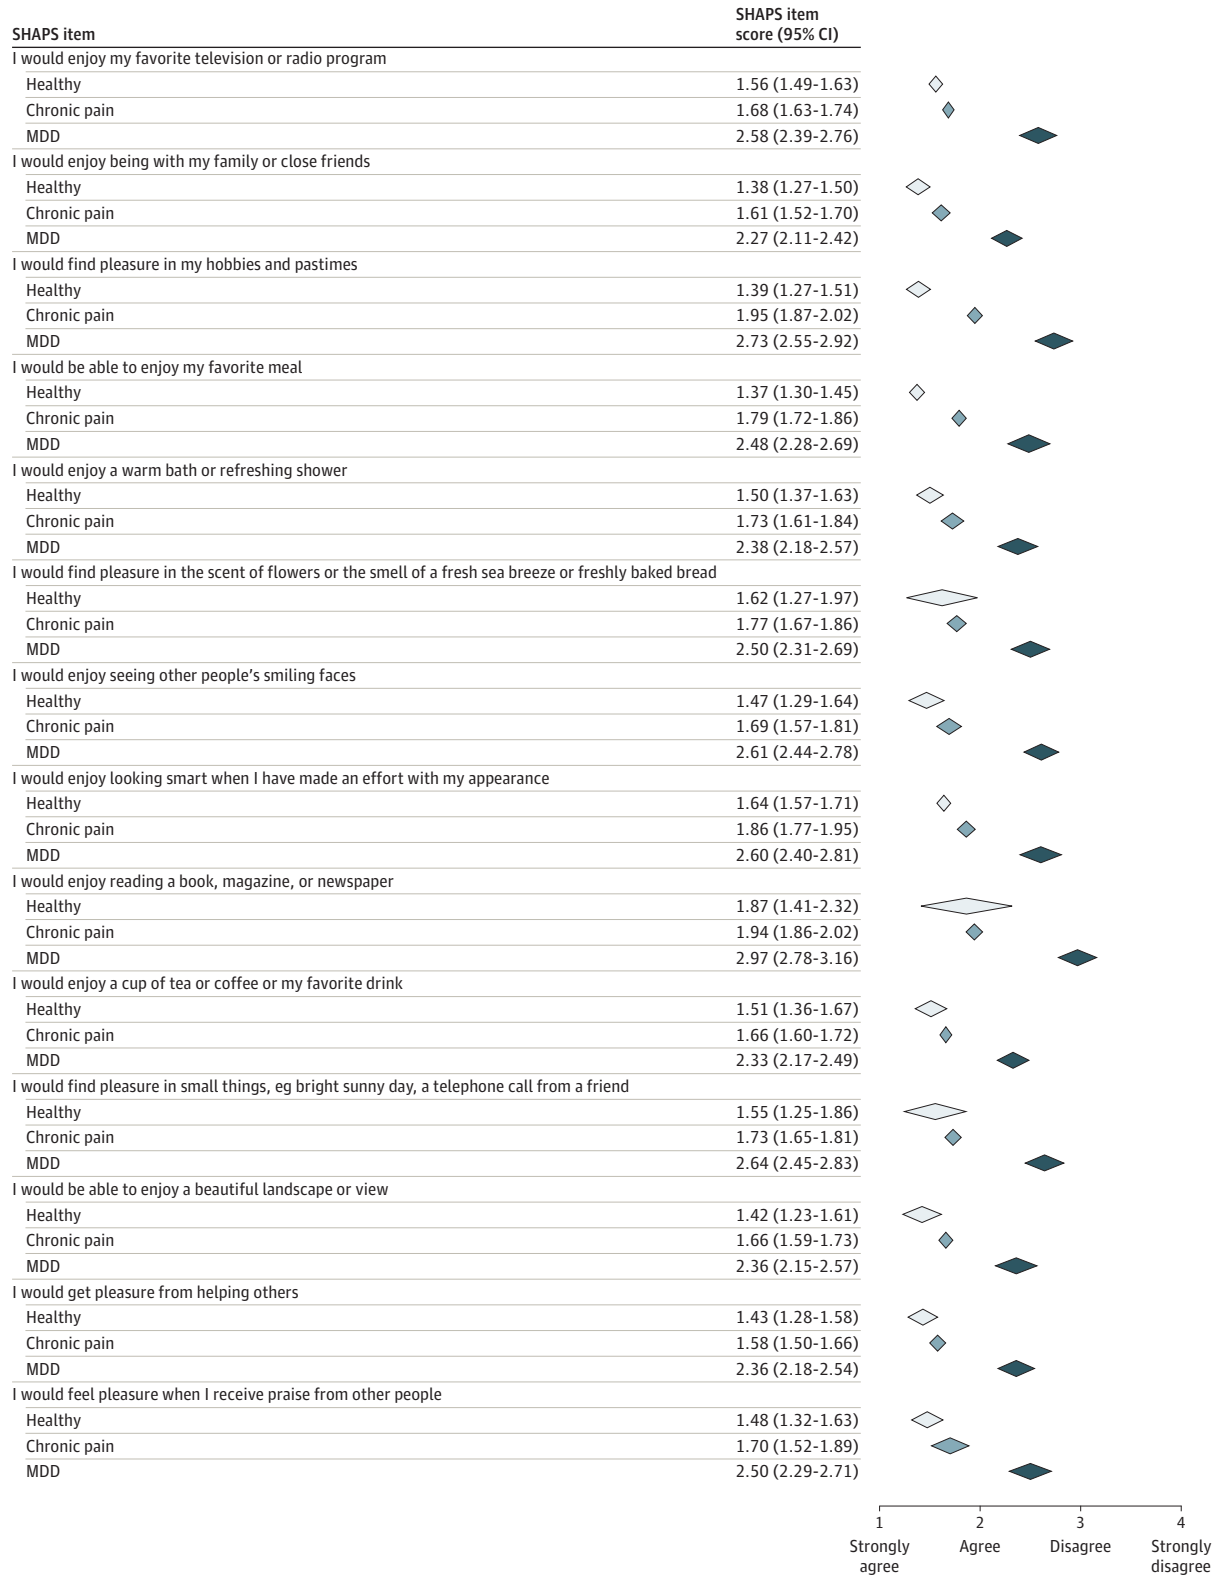 SHAPS item
SHAPS item score (95% CI)
I would enjoy my favorite television or radio program
Healthy 1.56 (1.49-1.63)
Chronic pain 1.68 (1.63-1.74)
MDD 2.58 (2.39-2.76)
I would enjoy being with my family or close friends
Healthy 1.38 (1.27-1.50)
Chronic pain 1.61 (1.52-1.70)
MDD 2.27 (2.11-2.42)
I would find pleasure in my hobbies and pastimes
Healthy 1.39 (1.27-1.51)
Chronic pain 1.95 (1.87-2.02)
MDD 2.73 (2.55-2.92)
I would be able to enjoy my favorite meal
Healthy 1.37 (1.30-1.45)
Chronic pain 1.79 (1.72-1.86)
MDD 2.48 (2.28-2.69)
I would enjoy a warm bath or refreshing shower
Healthy 1.50 (1.37-1.63)
Chronic pain 1.73 (1.61-1.84)
MDD 2.38 (2.18-2.57)
I would find pleasure in the scent of flowers or the smell of a fresh sea breeze or freshly baked bread
Healthy 1.62 (1.27-1.97)
Chronic pain 1.77 (1.67-1.86)
MDD 2.50 (2.31-2.69)
I would enjoy seeing other people's smiling faces
Healthy 1.47 (1.29-1.64)
Chronic pain 1.69 (1.57-1.81)
MDD 2.61 (2.44-2.78)
I would enjoy looking smart when I have made an effort with my appearance
Healthy 1.64 (1.57-1.71)
Chronic pain 1.86 (1.77-1.95)
MDD 2.60 (2.40-2.81)
I would enjoy reading a book, magazine, or newspaper
Healthy 1.87 (1.41-2.32)
Chronic pain 1.94 (1.86-2.02)
MDD 2.97 (2.78-3.16)
I would enjoy a cup of tea or coffee or my favorite drink
Healthy 1.51 (1.36-1.67)
Chronic pain 1.66 (1.60-1.72)
MDD 2.33 (2.17-2.49)
I would find pleasure in small things, eg bright sunny day, a telephone call from a friend
Healthy 1.55 (1.25-1.86)
Chronic pain 1.73 (1.65-1.81)
MDD 2.64 (2.45-2.83)
I would be able to enjoy a beautiful landscape or view
Healthy 1.42 (1.23-1.61)
Chronic pain 1.66 (1.59-1.73)
MDD 2.36 (2.15-2.57)
I would get pleasure from helping others
Healthy 1.43 (1.28-1.58)
Chronic pain 1.58 (1.50-1.66)
MDD 2.36 (2.18-2.54)
I would feel pleasure when I receive praise from other people
Healthy 1.48 (1.32-1.63)
Chronic pain 1.70 (1.52-1.89)
MDD 2.50 (2.29-2.71)
1 2 3 4
Strongly agree Agree Disagree Strongly disagree